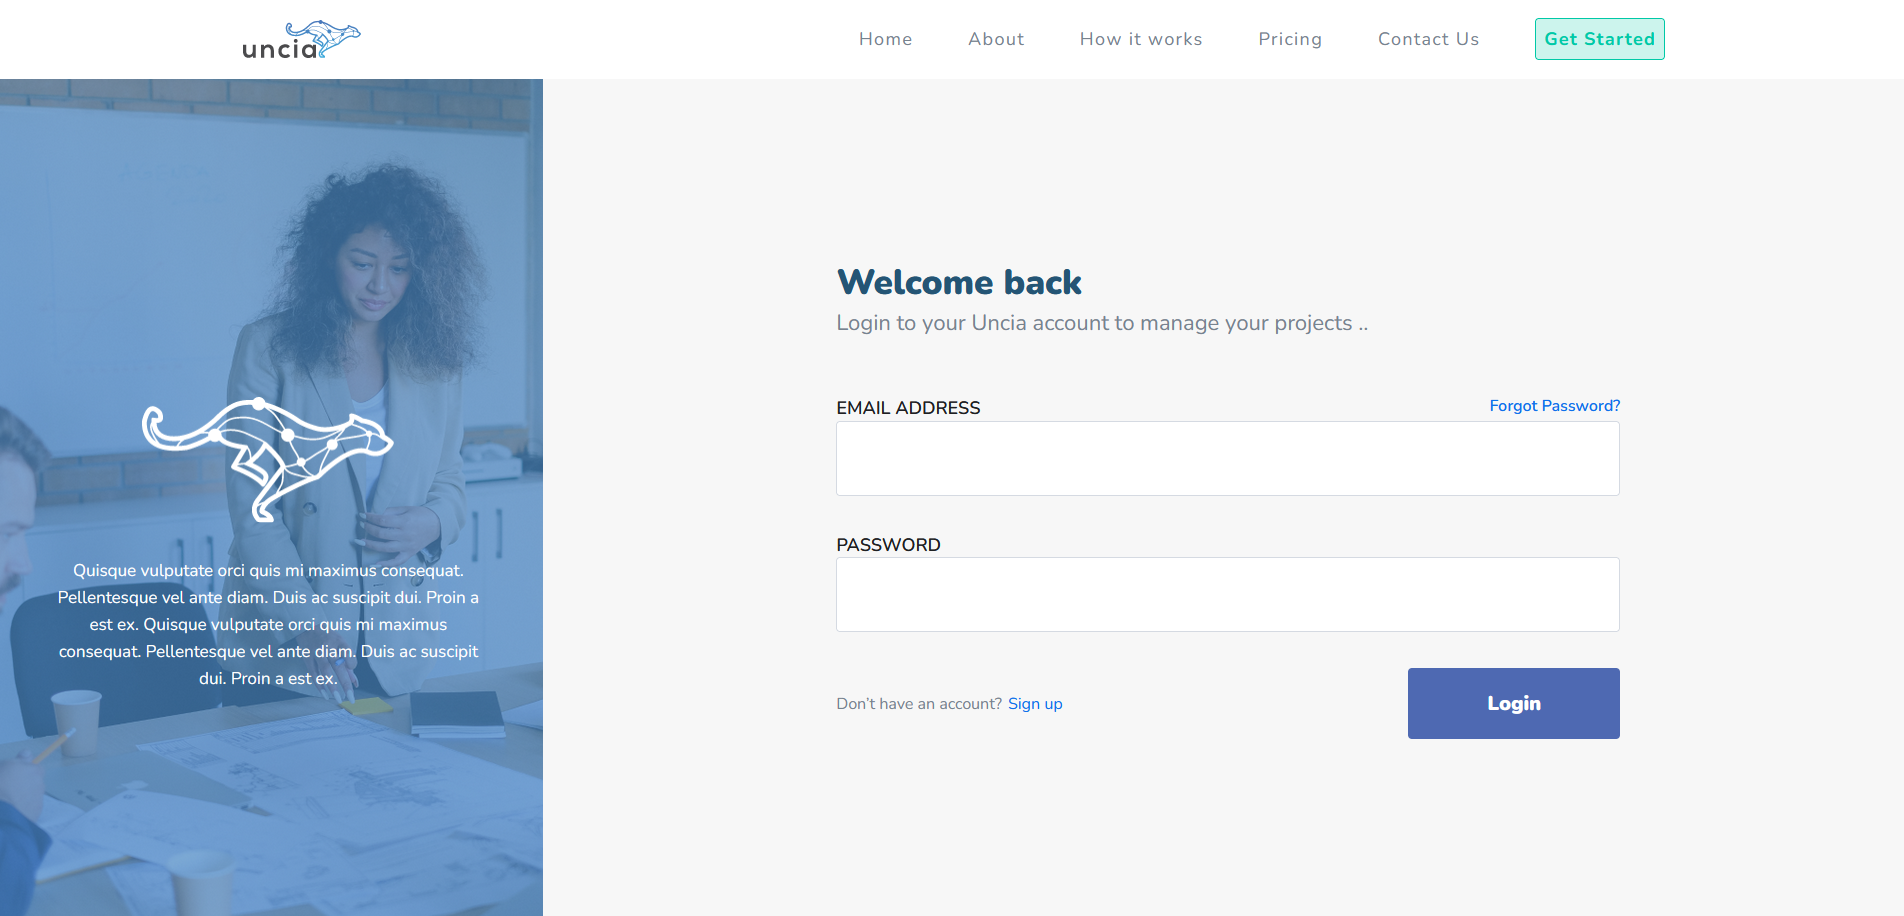 uncia
Home
About
How it works
Pricing
Contact Us
Get Started
Quisque vulputate orci quis mi maximus consequat.
Pellentesque vel ante diam. Duis ac suscipit dui. Proin a
est ex. Quisque vulputate orci quis mi maximus
consequat. Pellentesque vel ante diam. Duis ac suscipit
dui. Proin a est ex.
Welcome back
Login to your Uncia account to manage your projects ..
EMAIL ADDRESS
Forgot Password?
PASSWORD
Don't have an account? Sign up
Login